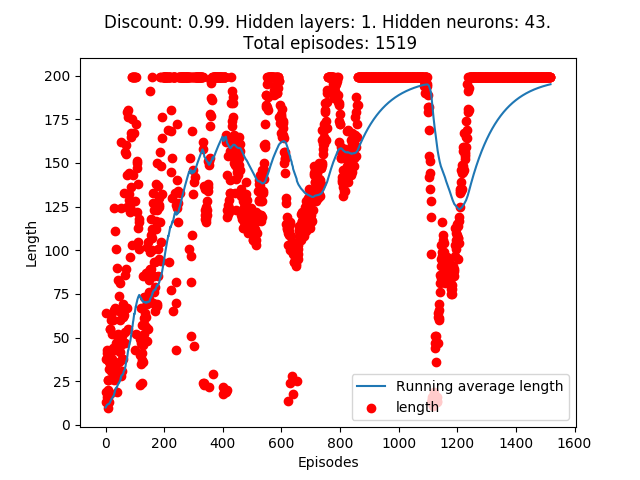 Discount: 0.99. Hidden layers: 1. Hidden neurons: 43.
Total episodes: 1519
200
175
150
125
100
75
50
25
0
Length
0 200 400 600 800 1000 1200 1400 1600
Episodes
Running average length
length